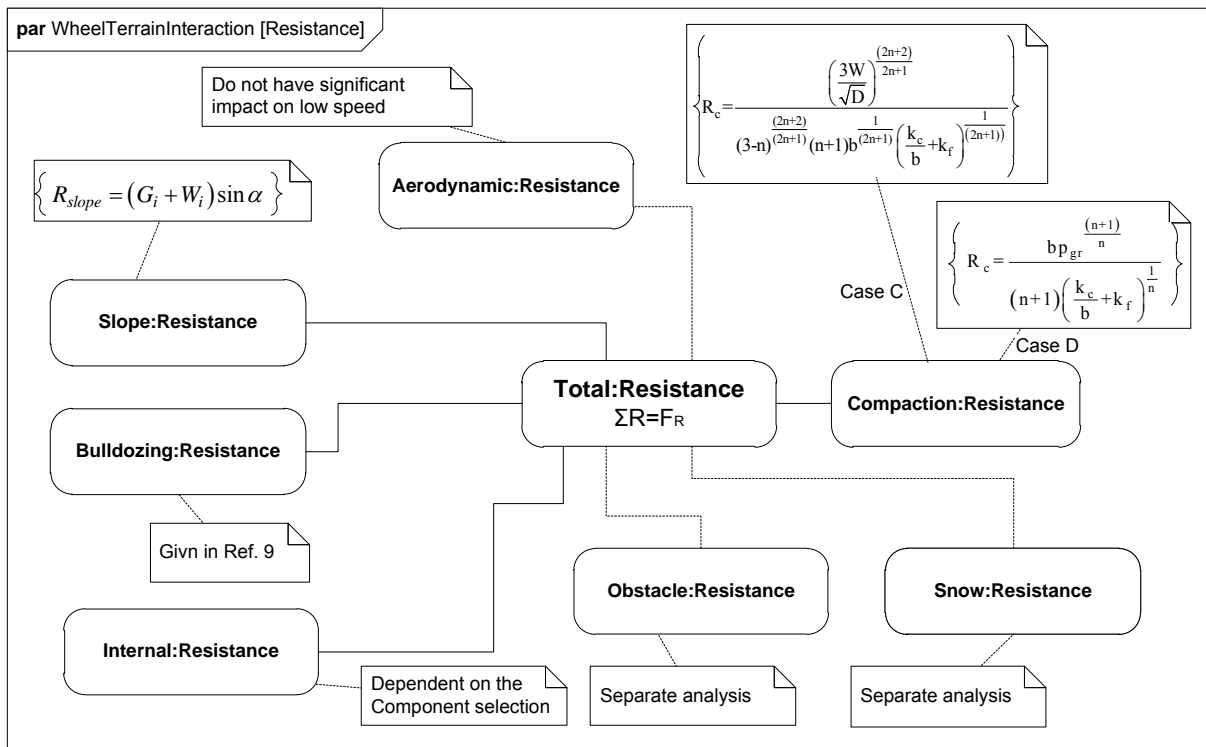 par WheelTerrainInteraction [Resistance]
Do not have significant
impact on low speed
{R_c = (3W/√D)^((2n+2)/(2n+1)) / ((3-n)^((2n+2)/(2n+1)) (n+1)b^(1/(2n+1)) (k_c/b+k_f)^(1/(2n+1)))}
Aerodynamic:Resistance
{R_slope = (G_i + W_i) sin α}
{R_c = bp_gr^((n+1)/n) / ((n+1)(k_c/b+k_f)^(1/n))}
Case C
Slope:Resistance
Case D
Total:Resistance
ΣR=F_R
Compaction:Resistance
Bulldozing:Resistance
Givn in Ref. 9
Obstacle:Resistance
Snow:Resistance
Internal:Resistance
Dependent on the
Component selection
Separate analysis
Separate analysis